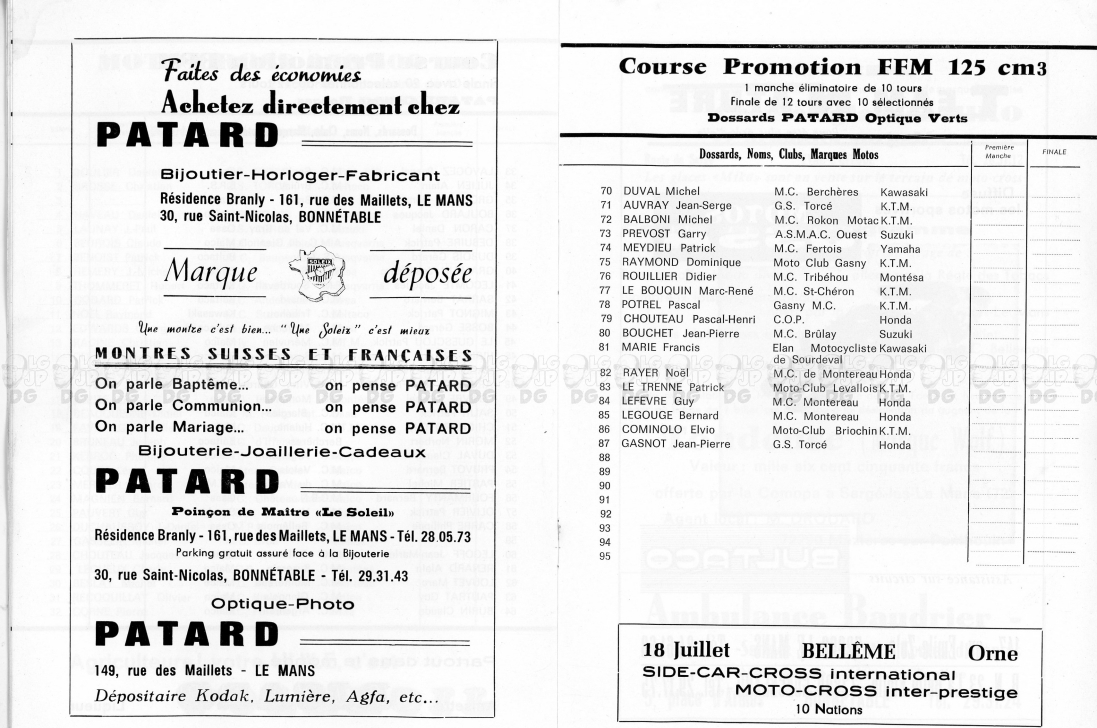 Faites des économies
Achetez directement chez
PATARD
Bijoutier-Horloger-Fabricant
Résidence Branly - 161, rue des Maillets, LE MANS
30, rue Saint-Nicolas, BONNÉTABLE
Marque déposée
Une montre c'est bien... "Une Soleix" c'est mieux
MONTRES SUISSES ET FRANÇAISES
On parle Baptême... on pense PATARD
On parle Communion... on pense PATARD
On parle Mariage... on pense PATARD
Bijouterie-Joaillerie-Cadeaux
PATARD
Poinçon de Maître «Le Soleil»
Résidence Branly - 161, rue des Maillets, LE MANS - Tél. 28.05.73
Parking gratuit assuré face à la Bijouterie
30, rue Saint-Nicolas, BONNÉTABLE - Tél. 29.31.43
Optique-Photo
PATARD
149, rue des Maillets - LE MANS
Dépositaire Kodak, Lumière, Agfa, etc...
Course Promotion FFM 125 cm3
1 manche éliminatoire de 10 tours
Finale de 12 tours avec 10 sélectionnés
Dossards PATARD Optique Verts
Dossards, Noms, Clubs, Marques Motos
Première Manche
FINALE
70 DUVAL Michel M.C. Berchères Kawasaki
71 AUVRAY Jean-Serge G.S. Torcé K.T.M.
72 BALBONI Michel M.C. Rokon Motac K.T.M.
73 PREVOST Garry A.S.M.A.C. Ouest Suzuki
74 MEYDIEU Patrick M.C. Fertois Yamaha
75 RAYMOND Dominique Moto Club Gasny K.T.M.
76 ROUILLIER Didier M.C. Tribéhou Montésa
77 LE BOUQUIN Marc-René M.C. St-Chéron K.T.M.
78 POTREL Pascal Gasny M.C. K.T.M.
79 CHOUTEAU Pascal-Henri C.O.P. Honda
80 BOUCHET Jean-Pierre M.C. Brûlay Suzuki
81 MARIE Francis Elan Motocycliste Kawasaki
de Sourdeval
82 RAYER Noël M.C. de Montereau Honda
83 LE TRENNE Patrick Moto-Club Levallois K.T.M.
84 LEFEVRE Guy M.C. Montereau Honda
85 LEGOUGE Bernard M.C. Montereau Honda
86 COMINOLO Elvio Moto-Club Briochin K.T.M.
87 GASNOT Jean-Pierre G.S. Torcé Honda
88
89
90
91
92
93
94
95
18 Juillet BELLÊME Orne
SIDE-CAR-CROSS international
MOTO-CROSS inter-prestige
10 Nations